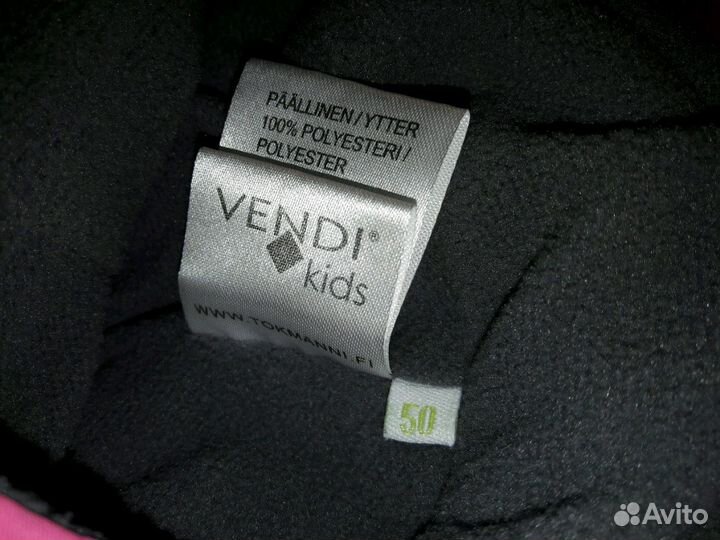 PÄÄLLINEN / YTTER
100% POLYESTERI /
POLYESTER
VENDI®
kids
WWW.TOKMANNI.FI
50
Avito